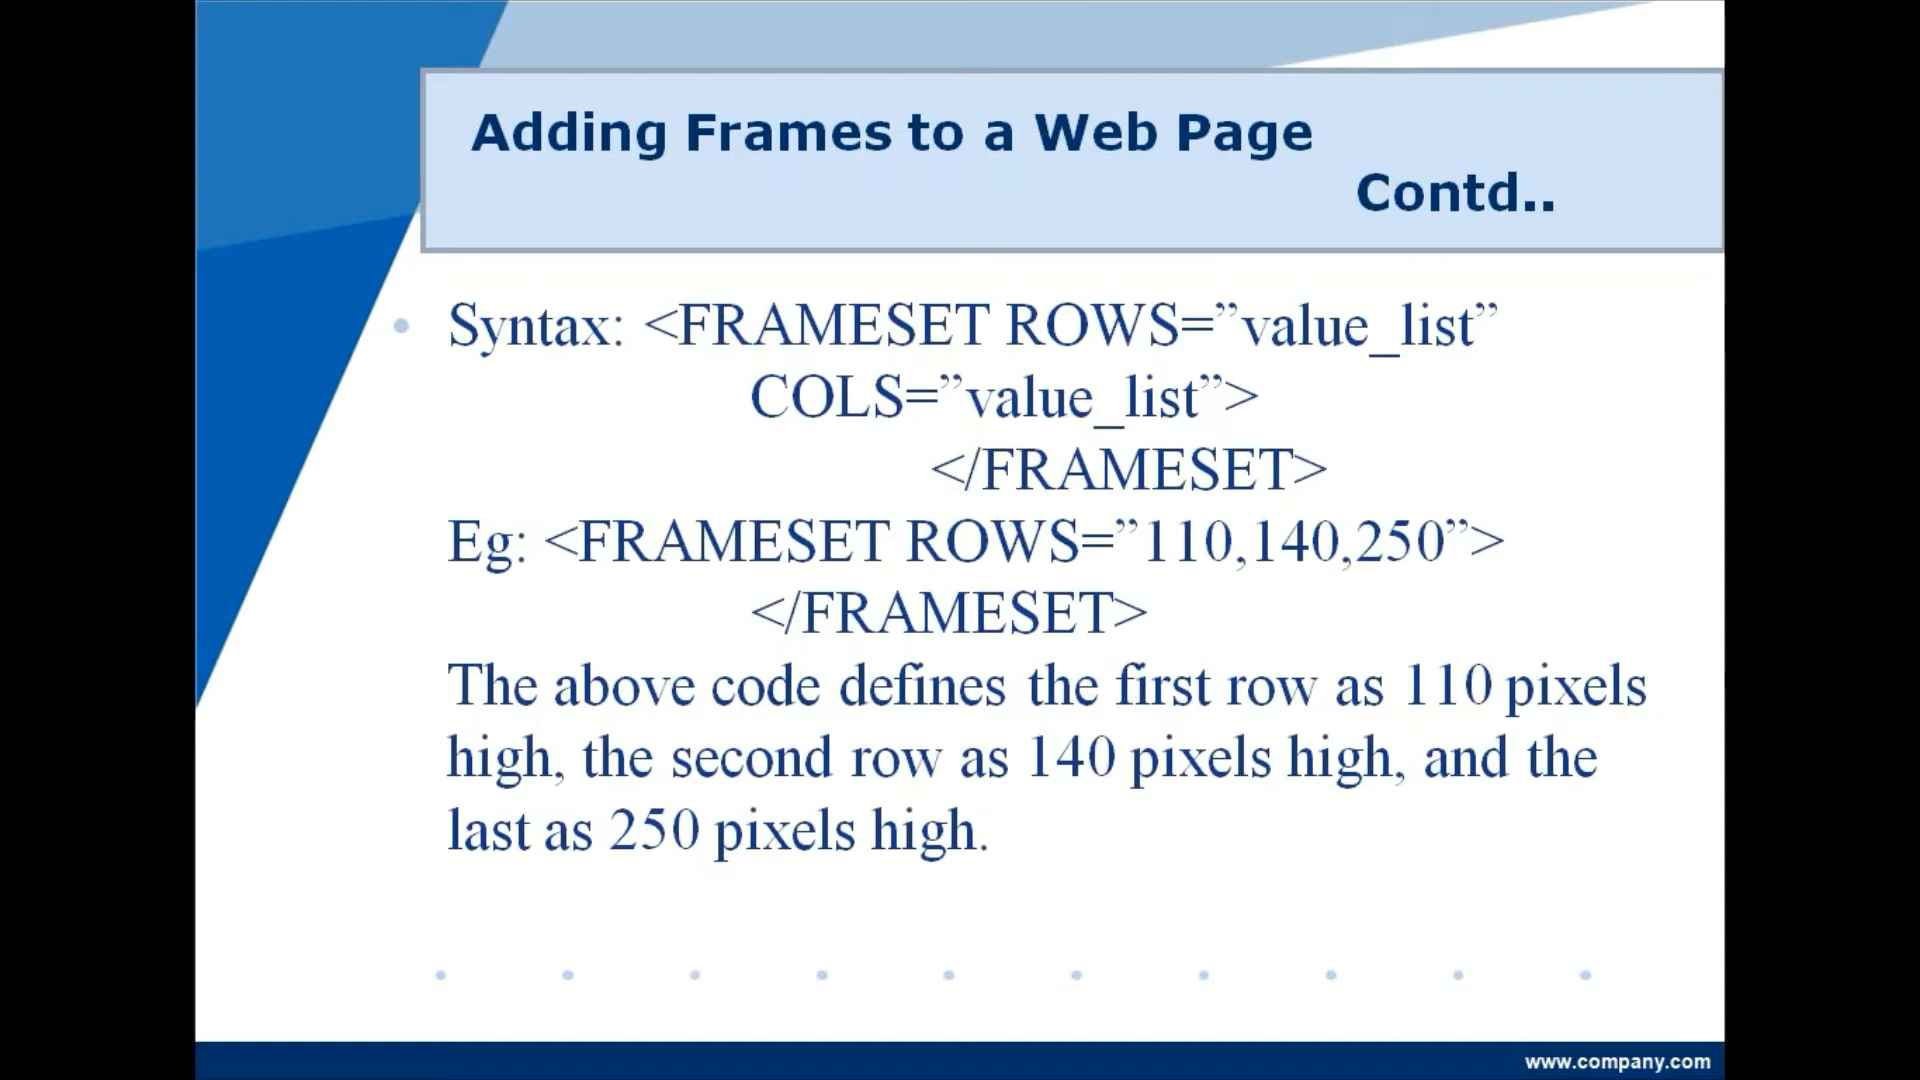 Adding Frames to a Web Page
Contd..
Syntax: <FRAMESET ROWS=”value_list”
COLS=”value_list”>
</FRAMESET>
Eg: <FRAMESET ROWS=”110,140,250”>
</FRAMESET>
The above code defines the first row as 110 pixels
high, the second row as 140 pixels high, and the
last as 250 pixels high.
www.company.com